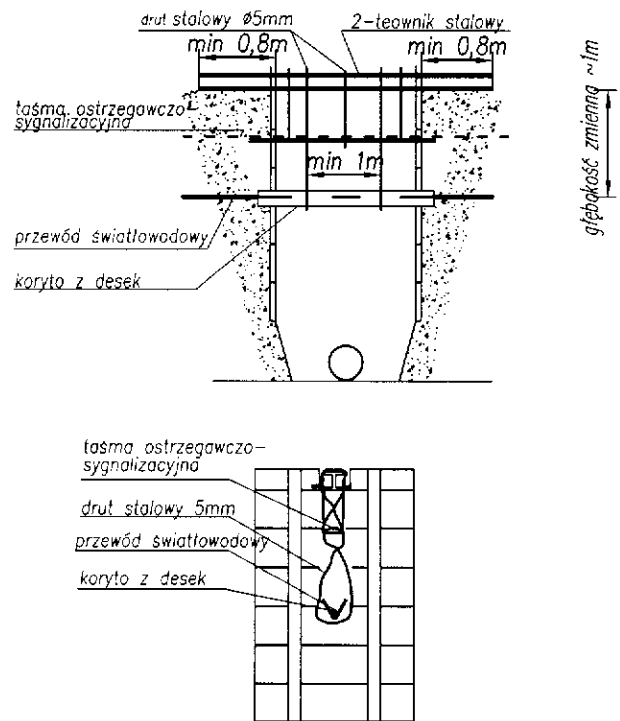 drut stalowy ø5mm
2-teownik stalowy
min 0,8m
min 0,8m
taśma ostrzegawczo
sygnalizacyjna
min 1m
głębokość zmienna ~1m
przewód światłowodowy
koryto z desek
taśma ostrzegawczo-
sygnalizacyjna
drut stalowy 5mm
przewód światłowodowy
koryto z desek